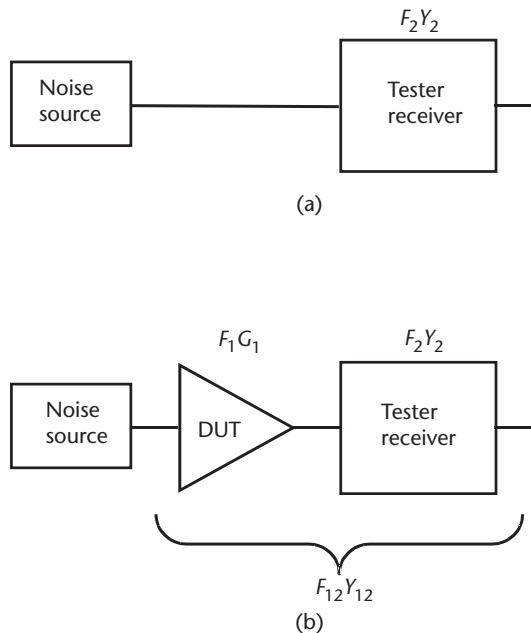 F₂Y₂
Noise
source
Tester
receiver
(a)
F₁G₁
F₂Y₂
Noise
source
DUT
Tester
receiver
F₁₂Y₁₂
(b)